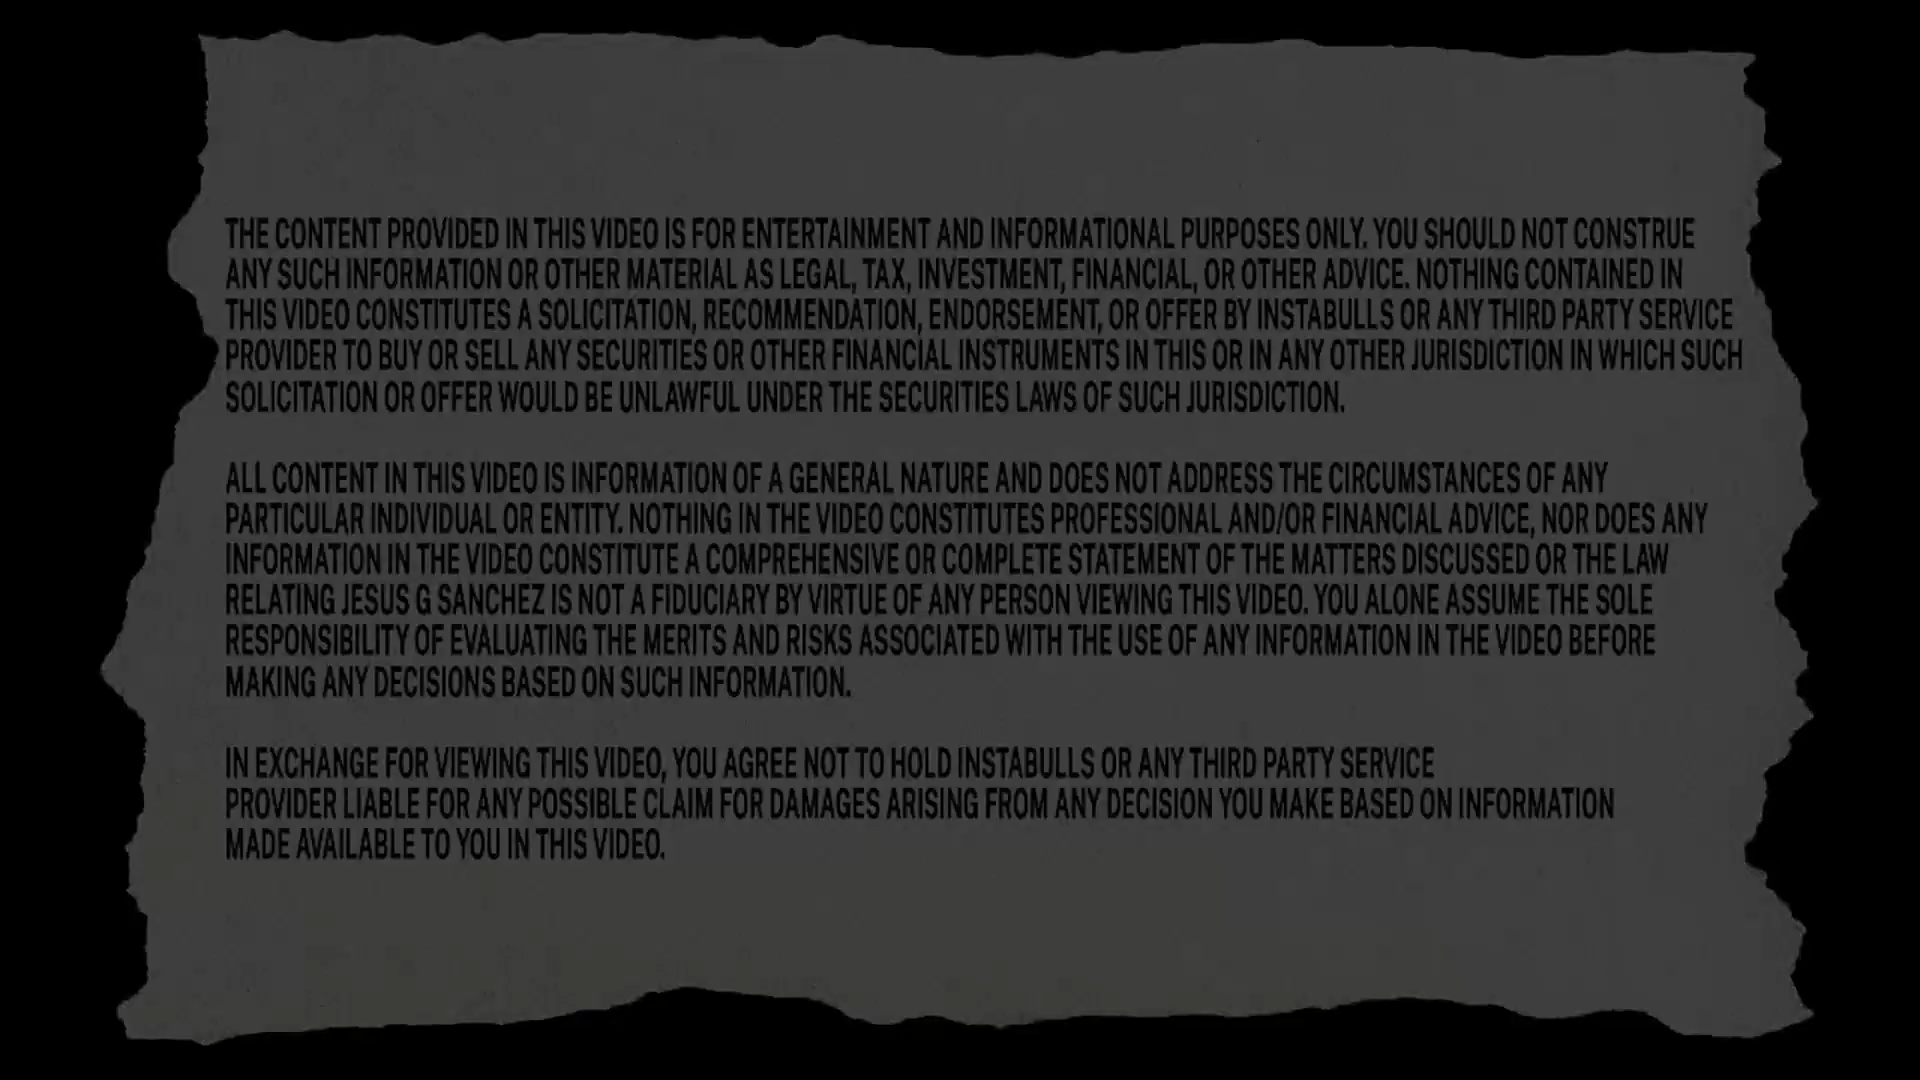 THE CONTENT PROVIDED IN THIS VIDEO IS FOR ENTERTAINMENT AND INFORMATIONAL PURPOSES ONLY. YOU SHOULD NOT CONSTRUE
ANY SUCH INFORMATION OR OTHER MATERIAL AS LEGAL, TAX, INVESTMENT, FINANCIAL, OR OTHER ADVICE. NOTHING CONTAINED IN
THIS VIDEO CONSTITUTES A SOLICITATION, RECOMMENDATION, ENDORSEMENT, OR OFFER BY INSTABULLS OR ANY THIRD PARTY SERVICE
PROVIDER TO BUY OR SELL ANY SECURITIES OR OTHER FINANCIAL INSTRUMENTS IN THIS OR IN ANY OTHER JURISDICTION IN WHICH SUCH
SOLICITATION OR OFFER WOULD BE UNLAWFUL UNDER THE SECURITIES LAWS OF SUCH JURISDICTION.
ALL CONTENT IN THIS VIDEO IS INFORMATION OF A GENERAL NATURE AND DOES NOT ADDRESS THE CIRCUMSTANCES OF ANY
PARTICULAR INDIVIDUAL OR ENTITY. NOTHING IN THE VIDEO CONSTITUTES PROFESSIONAL AND/OR FINANCIAL ADVICE, NOR DOES ANY
INFORMATION IN THE VIDEO CONSTITUTE A COMPREHENSIVE OR COMPLETE STATEMENT OF THE MATTERS DISCUSSED OR THE LAW
RELATING JESUS G SANCHEZ IS NOT A FIDUCIARY BY VIRTUE OF ANY PERSON VIEWING THIS VIDEO. YOU ALONE ASSUME THE SOLE
RESPONSIBILITY OF EVALUATING THE MERITS AND RISKS ASSOCIATED WITH THE USE OF ANY INFORMATION IN THE VIDEO BEFORE
MAKING ANY DECISIONS BASED ON SUCH INFORMATION.
IN EXCHANGE FOR VIEWING THIS VIDEO, YOU AGREE NOT TO HOLD INSTABULLS OR ANY THIRD PARTY SERVICE
PROVIDER LIABLE FOR ANY POSSIBLE CLAIM FOR DAMAGES ARISING FROM ANY DECISION YOU MAKE BASED ON INFORMATION
MADE AVAILABLE TO YOU IN THIS VIDEO.